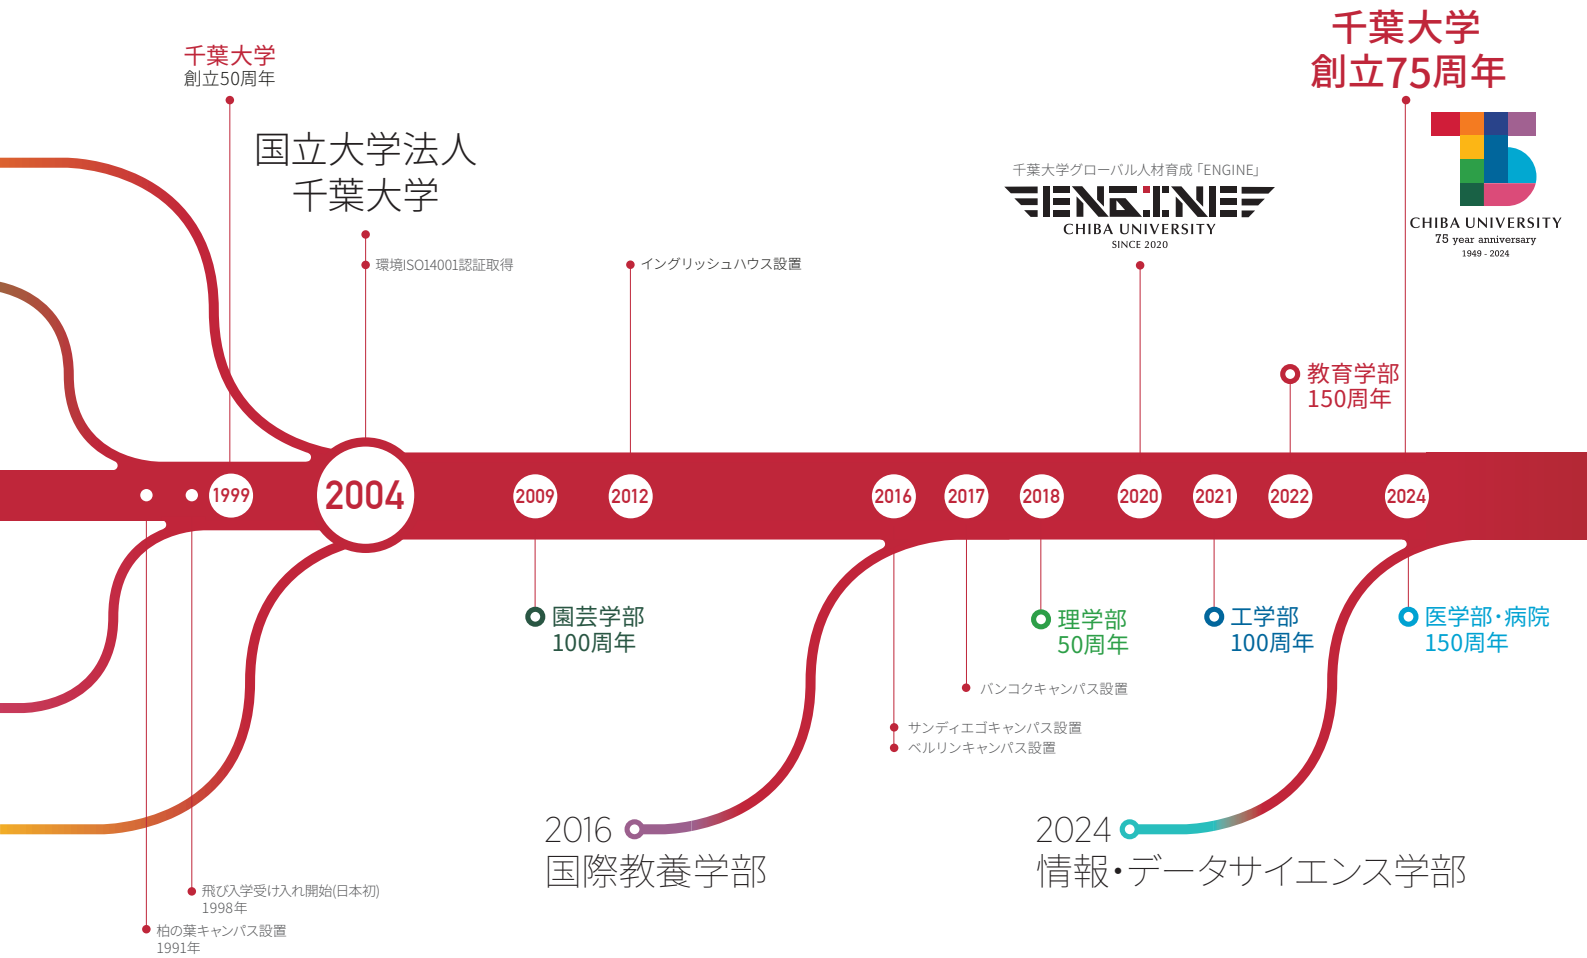 千葉大学
創立50周年
国立大学法人
千葉大学
環境ISO14001認証取得
イングリッシュハウス設置
千葉大学グローバル人材育成「ENGINE」
ENGINE
CHIBA UNIVERSITY
SINCE 2020
千葉大学
創立75周年
75
CHIBA UNIVERSITY
75 year anniversary
1949 - 2024
教育学部
150周年
1999
2004
2009
2012
2016
2017
2018
2020
2021
2022
2024
園芸学部
100周年
理学部
50周年
工学部
100周年
医学部・病院
150周年
バンコクキャンパス設置
サンディエゴキャンパス設置
ベルリンキャンパス設置
2016
国際教養学部
2024
情報・データサイエンス学部
飛び入学受け入れ開始(日本初)
1998年
柏の葉キャンパス設置
1991年